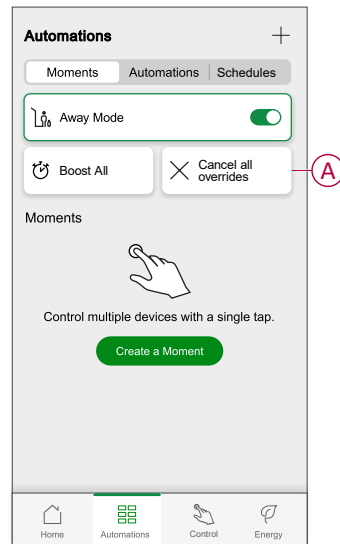 Automations
Moments Automations Schedules
Away Mode
Boost All
Cancel all
overrides
A
Moments
Control multiple devices with a single tap.
Create a Moment
Home Automations Control Energy